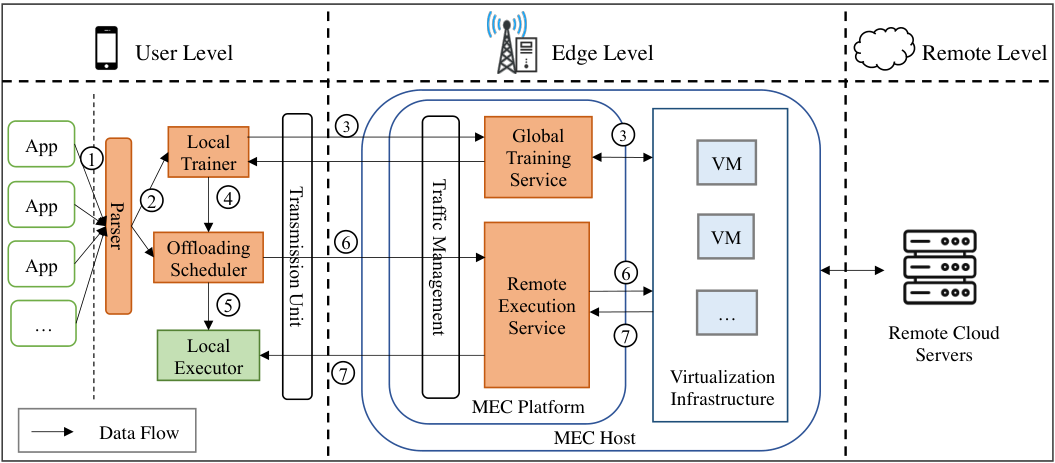 User Level
Edge Level
Remote Level
App
App
App
...
1
Parser
2
Local
Trainer
4
Offloading
Scheduler
5
Local
Executor
Transmission Unit
3
6
7
Traffic Management
Global
Training
Service
3
Remote
Execution
Service
6
7
MEC Platform
MEC Host
VM
VM
...
Virtualization
Infrastructure
Remote Cloud
Servers
Data Flow